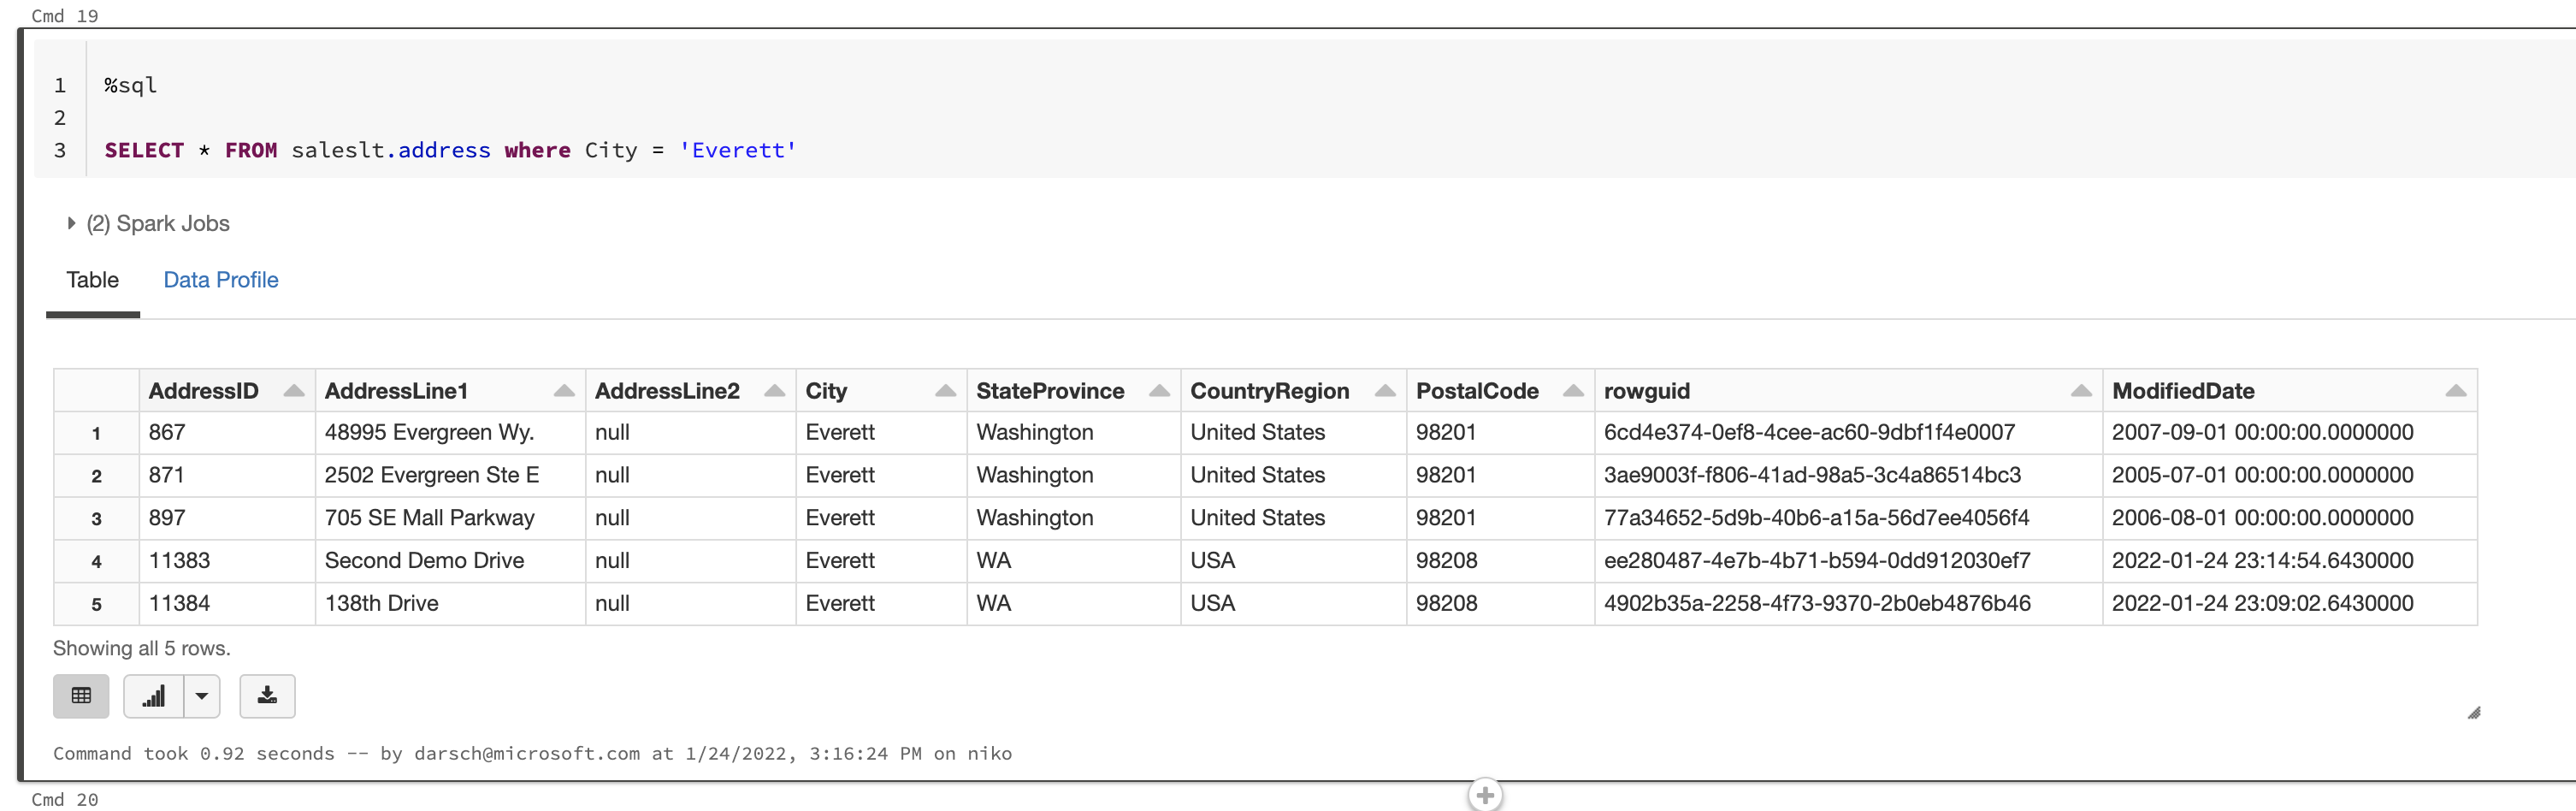 Cmd 19
1 %sql
2
3 SELECT * FROM saleslt.address where City = 'Everett'
(2) Spark Jobs
Table Data Profile
AddressID AddressLine1 AddressLine2 City StateProvince CountryRegion PostalCode rowguid ModifiedDate
1 867 48995 Evergreen Wy. null Everett Washington United States 98201 6cd4e374-0ef8-4cee-ac60-9dbf1f4e0007 2007-09-01 00:00:00.0000000
2 871 2502 Evergreen Ste E null Everett Washington United States 98201 3ae9003f-f806-41ad-98a5-3c4a86514bc3 2005-07-01 00:00:00.0000000
3 897 705 SE Mall Parkway null Everett Washington United States 98201 77a34652-5d9b-40b6-a15a-56d7ee4056f4 2006-08-01 00:00:00.0000000
4 11383 Second Demo Drive null Everett WA USA 98208 ee280487-4e7b-4b71-b594-0dd912030ef7 2022-01-24 23:14:54.6430000
5 11384 138th Drive null Everett WA USA 98208 4902b35a-2258-4f73-9370-2b0eb4876b46 2022-01-24 23:09:02.6430000
Showing all 5 rows.
Command took 0.92 seconds -- by darsch@microsoft.com at 1/24/2022, 3:16:24 PM on niko
Cmd 20